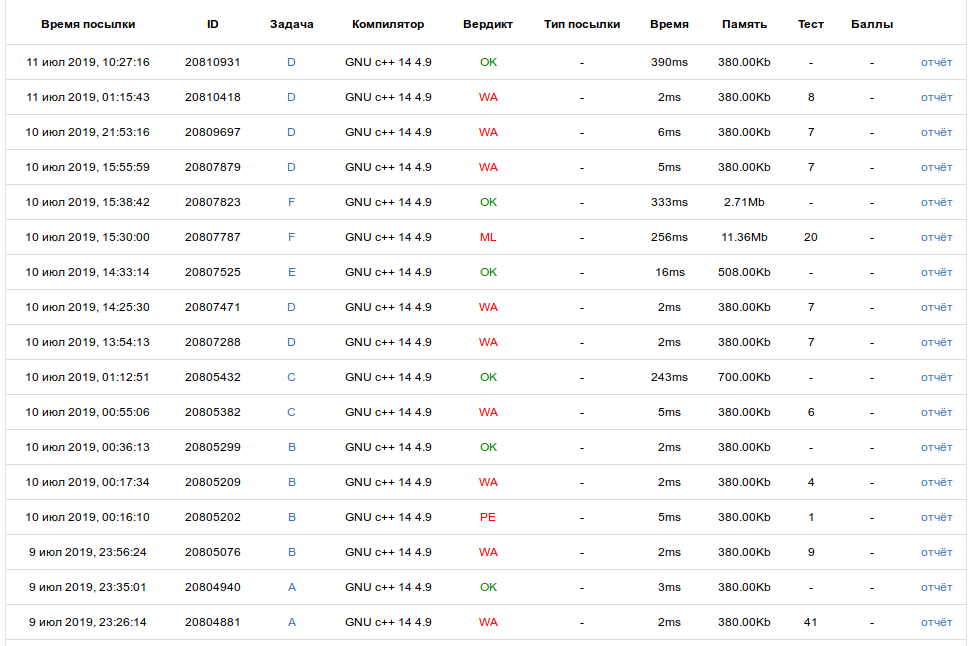 Время посылки ID Задача Компилятор Вердикт Тип посылки Время Память Тест Баллы
11 июл 2019, 10:27:16 20810931 D GNU c++ 14 4.9 OK - 390ms 380.00Kb - - отчёт
11 июл 2019, 01:15:43 20810418 D GNU c++ 14 4.9 WA - 2ms 380.00Kb 8 - отчёт
10 июл 2019, 21:53:16 20809697 D GNU c++ 14 4.9 WA - 6ms 380.00Kb 7 - отчёт
10 июл 2019, 15:55:59 20807879 D GNU c++ 14 4.9 WA - 5ms 380.00Kb 7 - отчёт
10 июл 2019, 15:38:42 20807823 F GNU c++ 14 4.9 OK - 333ms 2.71Mb - - отчёт
10 июл 2019, 15:30:00 20807787 F GNU c++ 14 4.9 ML - 256ms 11.36Mb 20 - отчёт
10 июл 2019, 14:33:14 20807525 E GNU c++ 14 4.9 OK - 16ms 508.00Kb - - отчёт
10 июл 2019, 14:25:30 20807471 D GNU c++ 14 4.9 WA - 2ms 380.00Kb 7 - отчёт
10 июл 2019, 13:54:13 20807288 D GNU c++ 14 4.9 WA - 2ms 380.00Kb 7 - отчёт
10 июл 2019, 01:12:51 20805432 C GNU c++ 14 4.9 OK - 243ms 700.00Kb - - отчёт
10 июл 2019, 00:55:06 20805382 C GNU c++ 14 4.9 WA - 5ms 380.00Kb 6 - отчёт
10 июл 2019, 00:36:13 20805299 B GNU c++ 14 4.9 OK - 2ms 380.00Kb - - отчёт
10 июл 2019, 00:17:34 20805209 B GNU c++ 14 4.9 WA - 2ms 380.00Kb 4 - отчёт
10 июл 2019, 00:16:10 20805202 B GNU c++ 14 4.9 PE - 5ms 380.00Kb 1 - отчёт
9 июл 2019, 23:56:24 20805076 B GNU c++ 14 4.9 WA - 2ms 380.00Kb 9 - отчёт
9 июл 2019, 23:35:01 20804940 A GNU c++ 14 4.9 OK - 3ms 380.00Kb - - отчёт
9 июл 2019, 23:26:14 20804881 A GNU c++ 14 4.9 WA - 2ms 380.00Kb 41 - отчёт